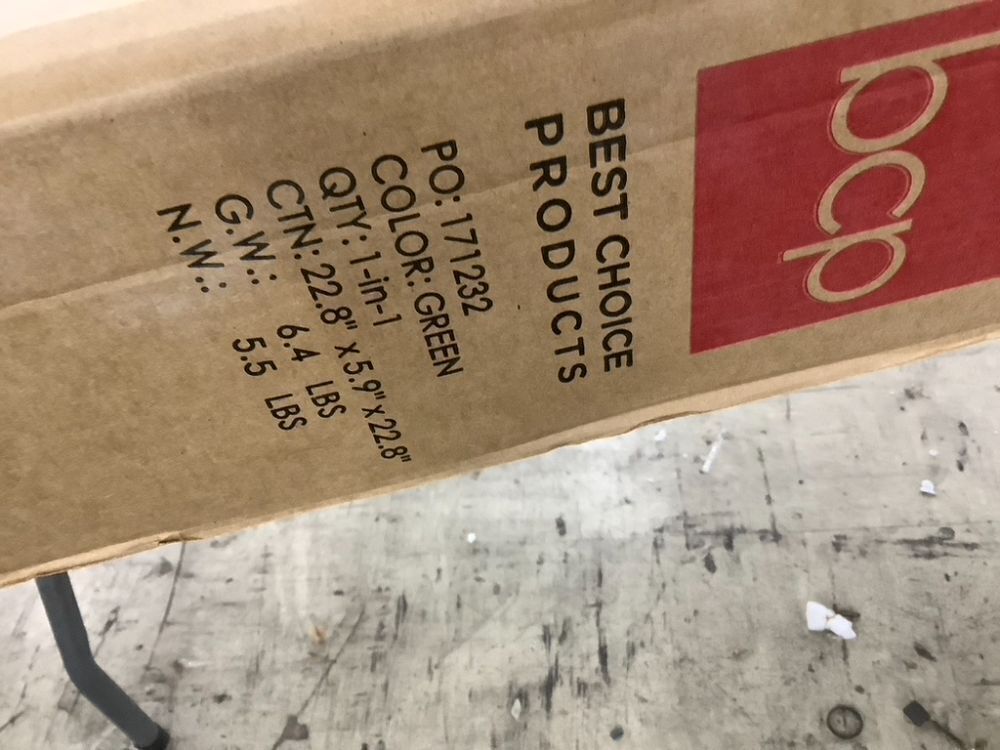 bcp
BEST CHOICE
PRODUCTS
PO: 171232
COLOR: GREEN
QTY: 1-in-1
CTN: 22.8" x 5.9" x 22.8"
G.W.: 6.4 LBS
N.W.: 5.5 LBS